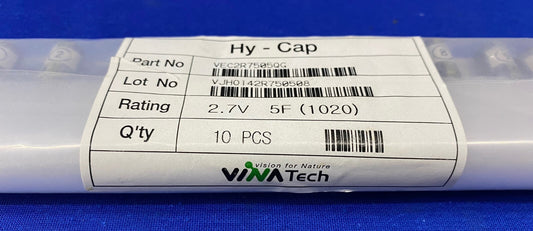 Hy - Cap
Part No VEC2R7505QG
Lot No VJH0142R750508
Rating 2.7V 5F (1020)
Q'ty 10 PCS
vision for Nature
VINATech